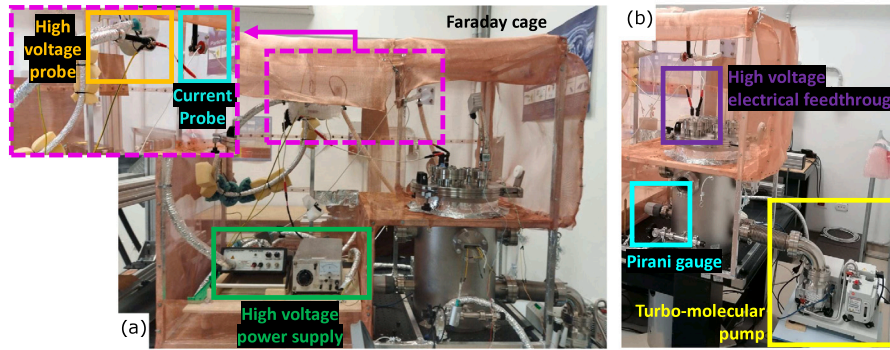 Faraday cage
High
voltage
probe
Current
Probe
High voltage
power supply
(a)
(b)
High voltage
electrical feedthroug
Pirani gauge
Turbo-molecular
pump